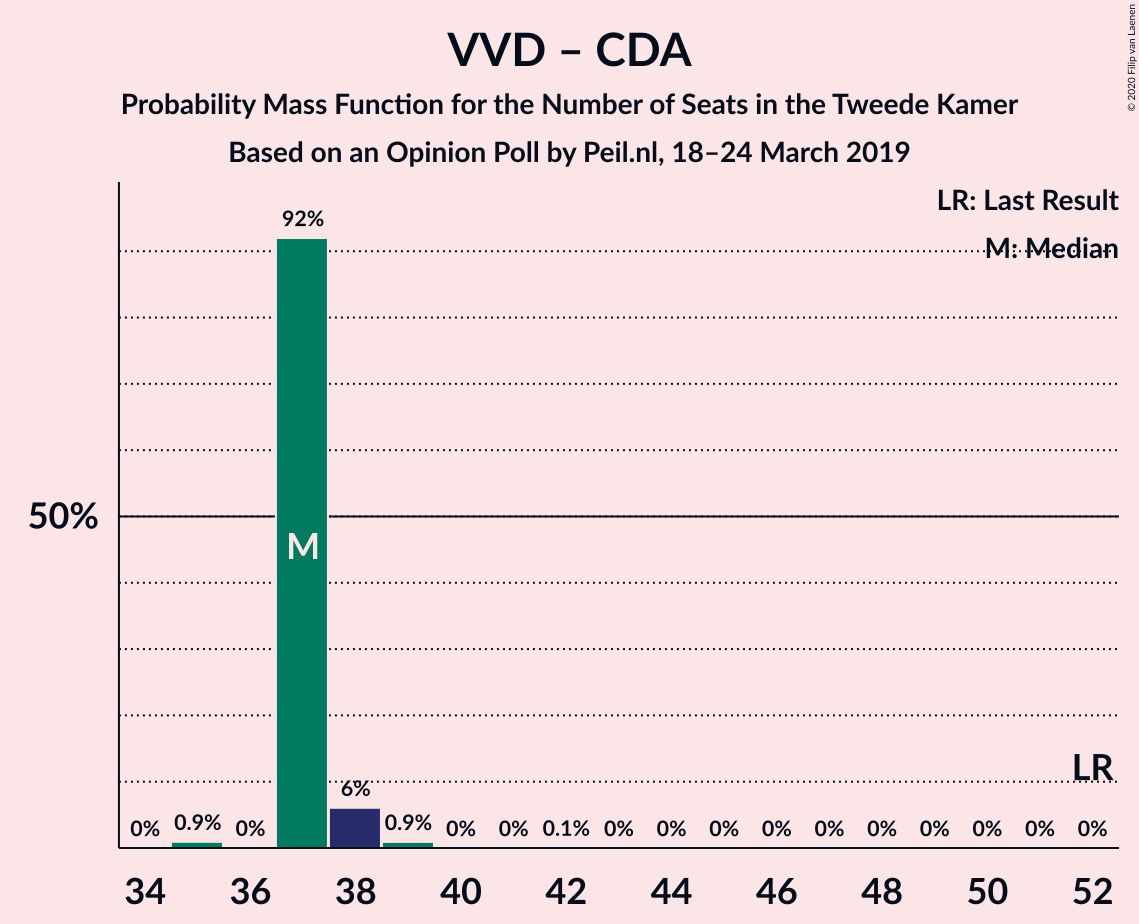 VVD – CDA
Probability Mass Function for the Number of Seats in the Tweede Kamer
Based on an Opinion Poll by Peil.nl, 18–24 March 2019
© 2020 Filip van Laenen
LR: Last Result
M: Median
92%
50%
M
LR
0% 0.9% 0% 6% 0.9% 0% 0% 0.1% 0% 0% 0% 0% 0% 0% 0% 0% 0% 0%
34 36 38 40 42 44 46 48 50 52